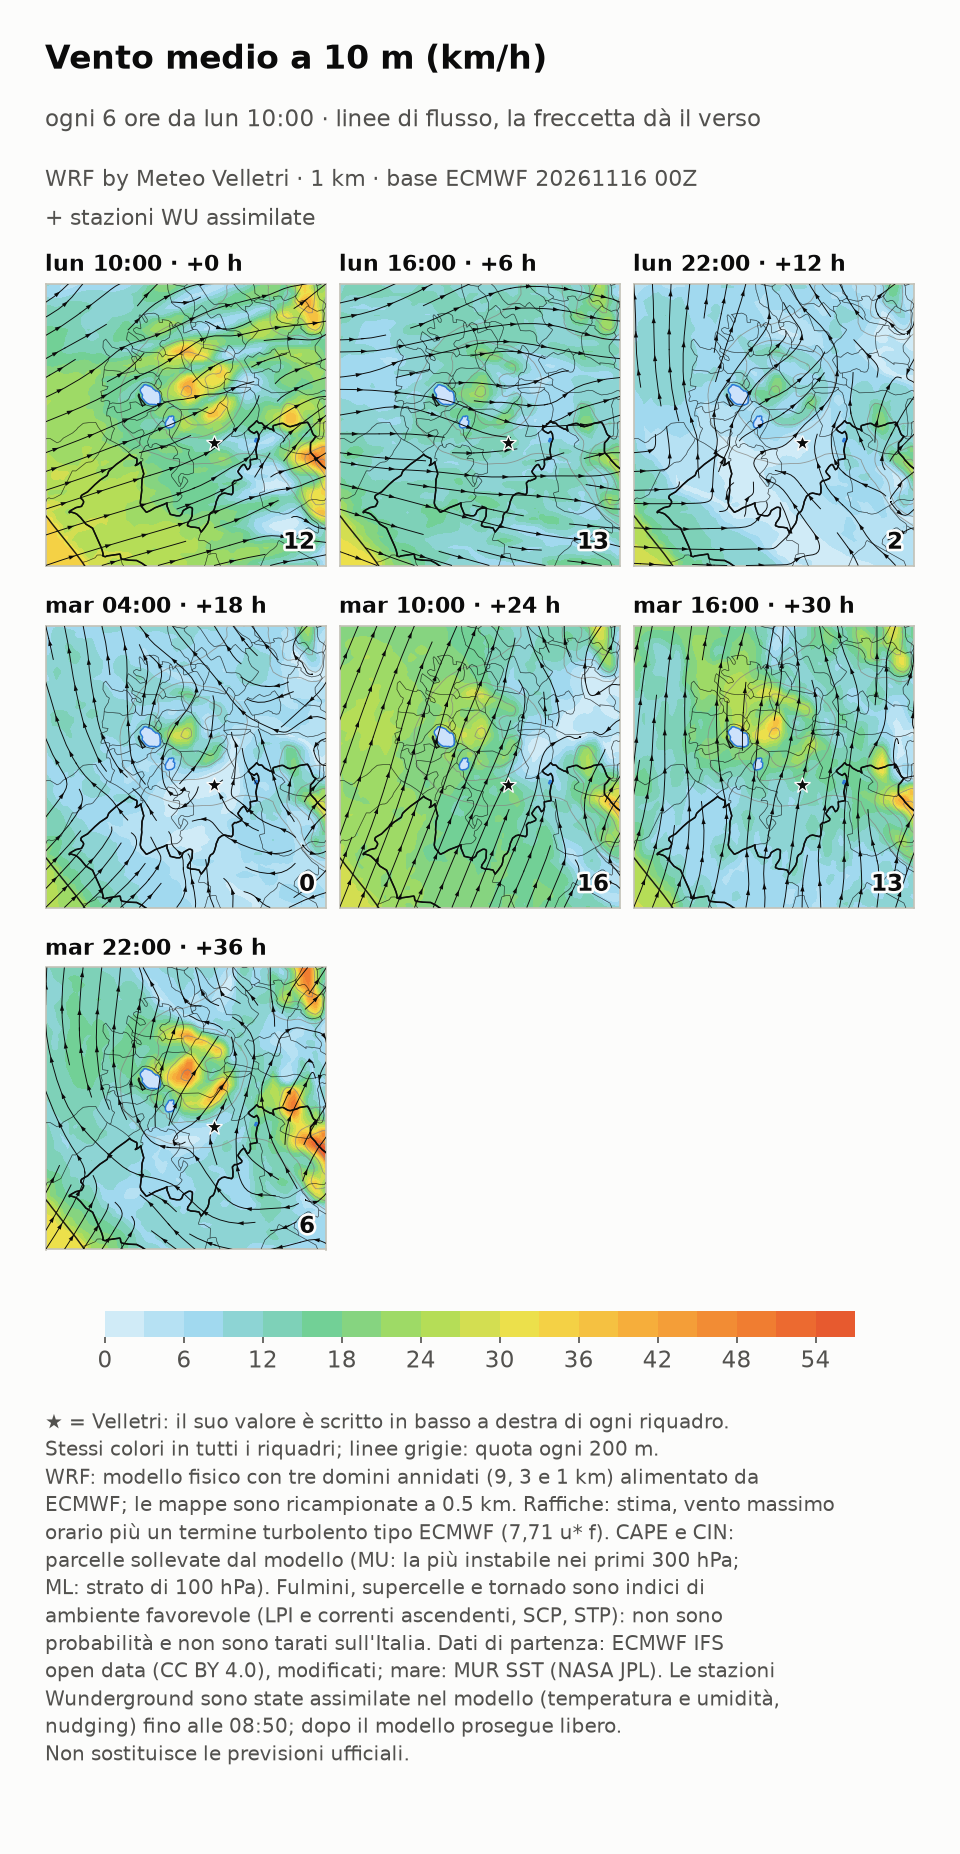 Vento medio a 10 m (km/h)
ogni 6 ore da lun 10:00 · linee di flusso, la freccetta dà il verso
WRF by Meteo Velletri · 1 km · base ECMWF 20261116 00Z
+ stazioni WU assimilate
lun 10:00 · +0 h
lun 16:00 · +6 h
lun 22:00 · +12 h
12
13
2
mar 04:00 · +18 h
mar 10:00 · +24 h
mar 16:00 · +30 h
0
16
13
mar 22:00 · +36 h
6
0 6 12 18 24 30 36 42 48 54
★ = Velletri: il suo valore è scritto in basso a destra di ogni riquadro.
Stessi colori in tutti i riquadri; linee grigie: quota ogni 200 m.
WRF: modello fisico con tre domini annidati (9, 3 e 1 km) alimentato da
ECMWF; le mappe sono ricampionate a 0.5 km. Raffiche: stima, vento massimo
orario più un termine turbolento tipo ECMWF (7,71 u* f). CAPE e CIN:
parcelle sollevate dal modello (MU: la più instabile nei primi 300 hPa;
ML: strato di 100 hPa). Fulmini, supercelle e tornado sono indici di
ambiente favorevole (LPI e correnti ascendenti, SCP, STP): non sono
probabilità e non sono tarati sull'Italia. Dati di partenza: ECMWF IFS
open data (CC BY 4.0), modificati; mare: MUR SST (NASA JPL). Le stazioni
Wunderground sono state assimilate nel modello (temperatura e umidità,
nudging) fino alle 08:50; dopo il modello prosegue libero.
Non sostituisce le previsioni ufficiali.